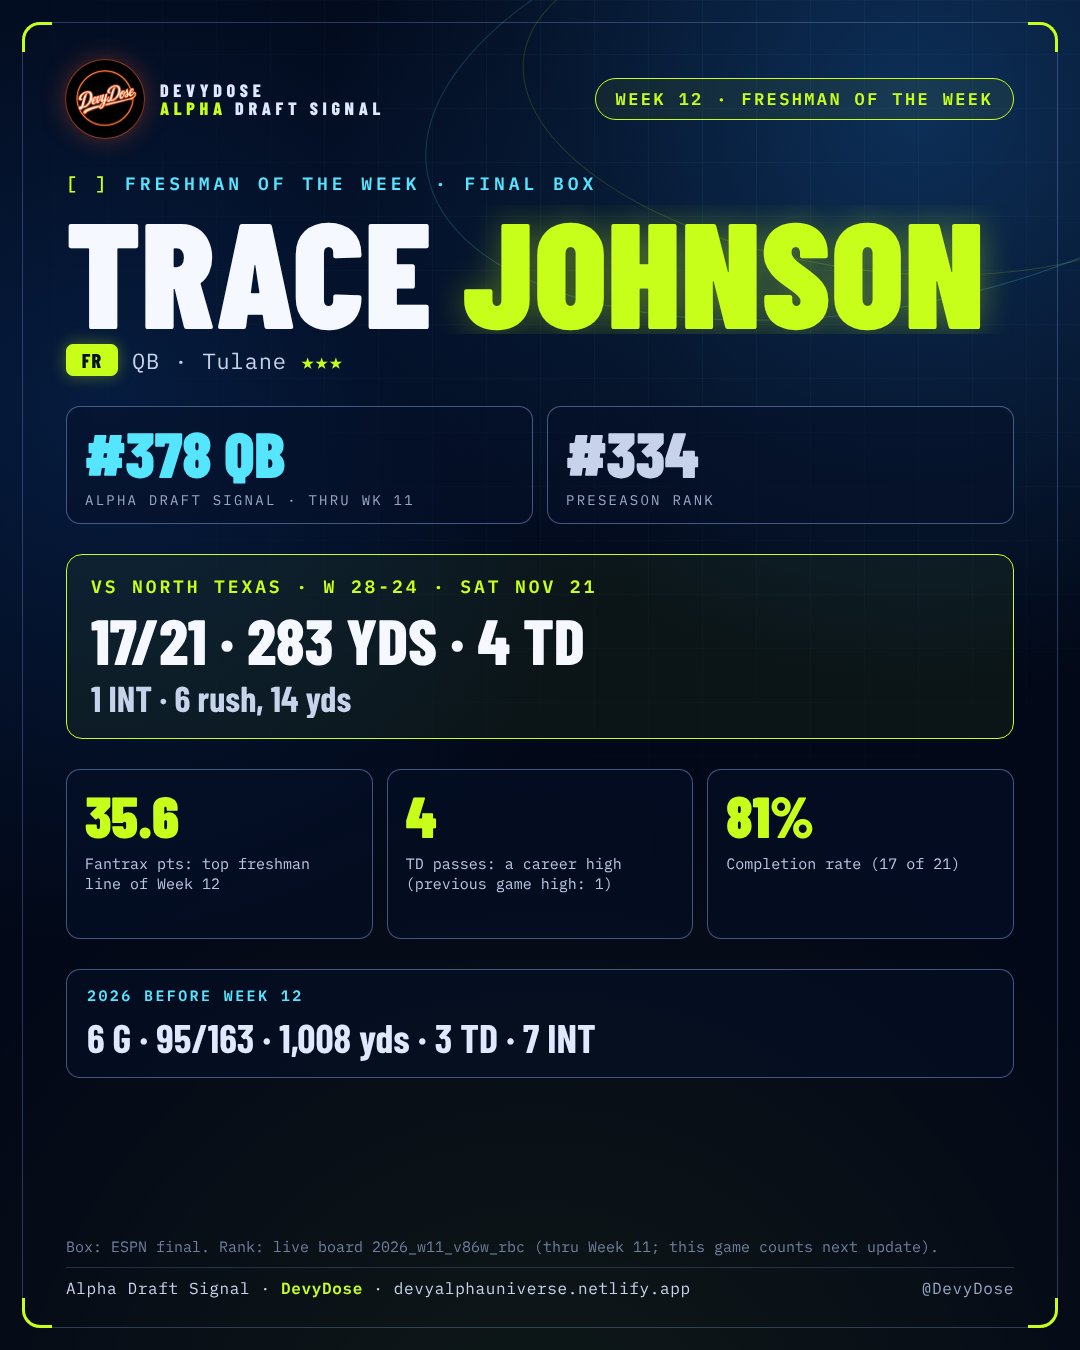 DevyDose
DEVYDOSE
ALPHA DRAFT SIGNAL
WEEK 12 · FRESHMAN OF THE WEEK
[ ] FRESHMAN OF THE WEEK · FINAL BOX
TRACE JOHNSON
FR QB · Tulane ★★★
#378 QB
ALPHA DRAFT SIGNAL · THRU WK 11
#334
PRESEASON RANK
VS NORTH TEXAS · W 28-24 · SAT NOV 21
17/21 · 283 YDS · 4 TD
1 INT · 6 rush, 14 yds
35.6
Fantrax pts: top freshman
line of Week 12
4
TD passes: a career high
(previous game high: 1)
81%
Completion rate (17 of 21)
2026 BEFORE WEEK 12
6 G · 95/163 · 1,008 yds · 3 TD · 7 INT
Box: ESPN final. Rank: live board 2026_w11_v86w_rbc (thru Week 11; this game counts next update).
Alpha Draft Signal · DevyDose · devyalphauniverse.netlify.app
@DevyDose